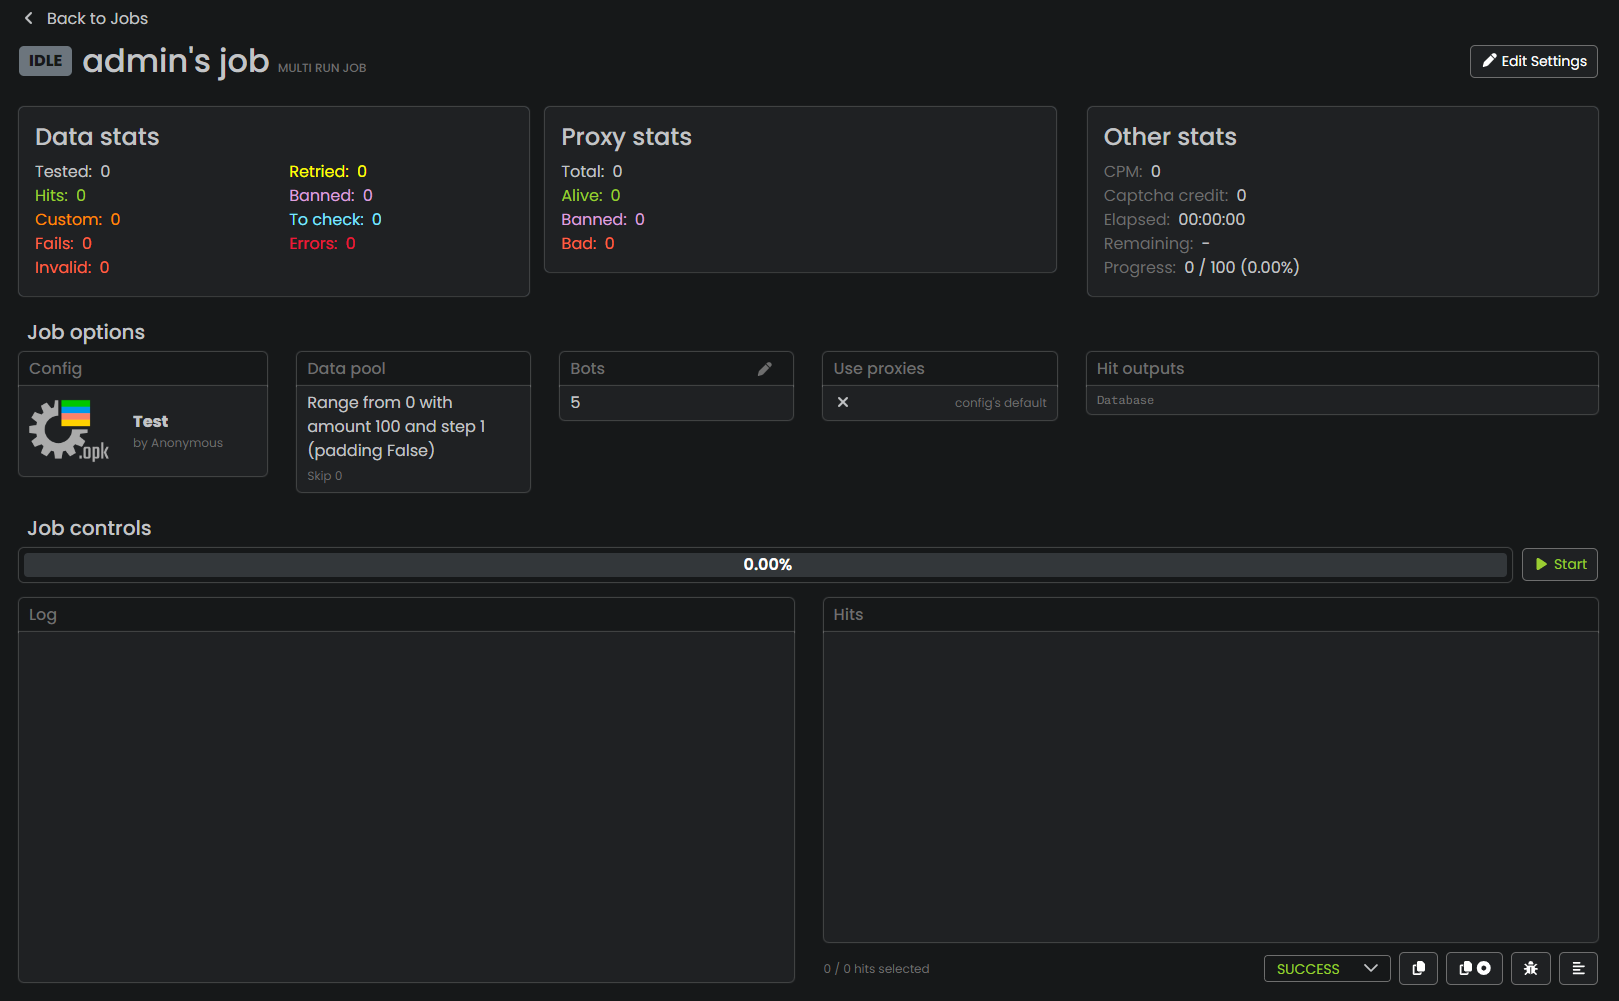 Back to Jobs
IDLE admin's job MULTI RUN JOB
Edit Settings
Data stats
Tested: 0
Hits: 0
Custom: 0
Fails: 0
Invalid: 0
Retried: 0
Banned: 0
To check: 0
Errors: 0
Proxy stats
Total: 0
Alive: 0
Banned: 0
Bad: 0
Other stats
CPM: 0
Captcha credit: 0
Elapsed: 00:00:00
Remaining: -
Progress: 0 / 100 (0.00%)
Job options
Config
.opk
Test
by Anonymous
Data pool
Range from 0 with
amount 100 and step 1
(padding False)
Skip 0
Bots
5
Use proxies
config's default
Hit outputs
Database
Job controls
0.00%
Start
Log
Hits
0 / 0 hits selected
SUCCESS